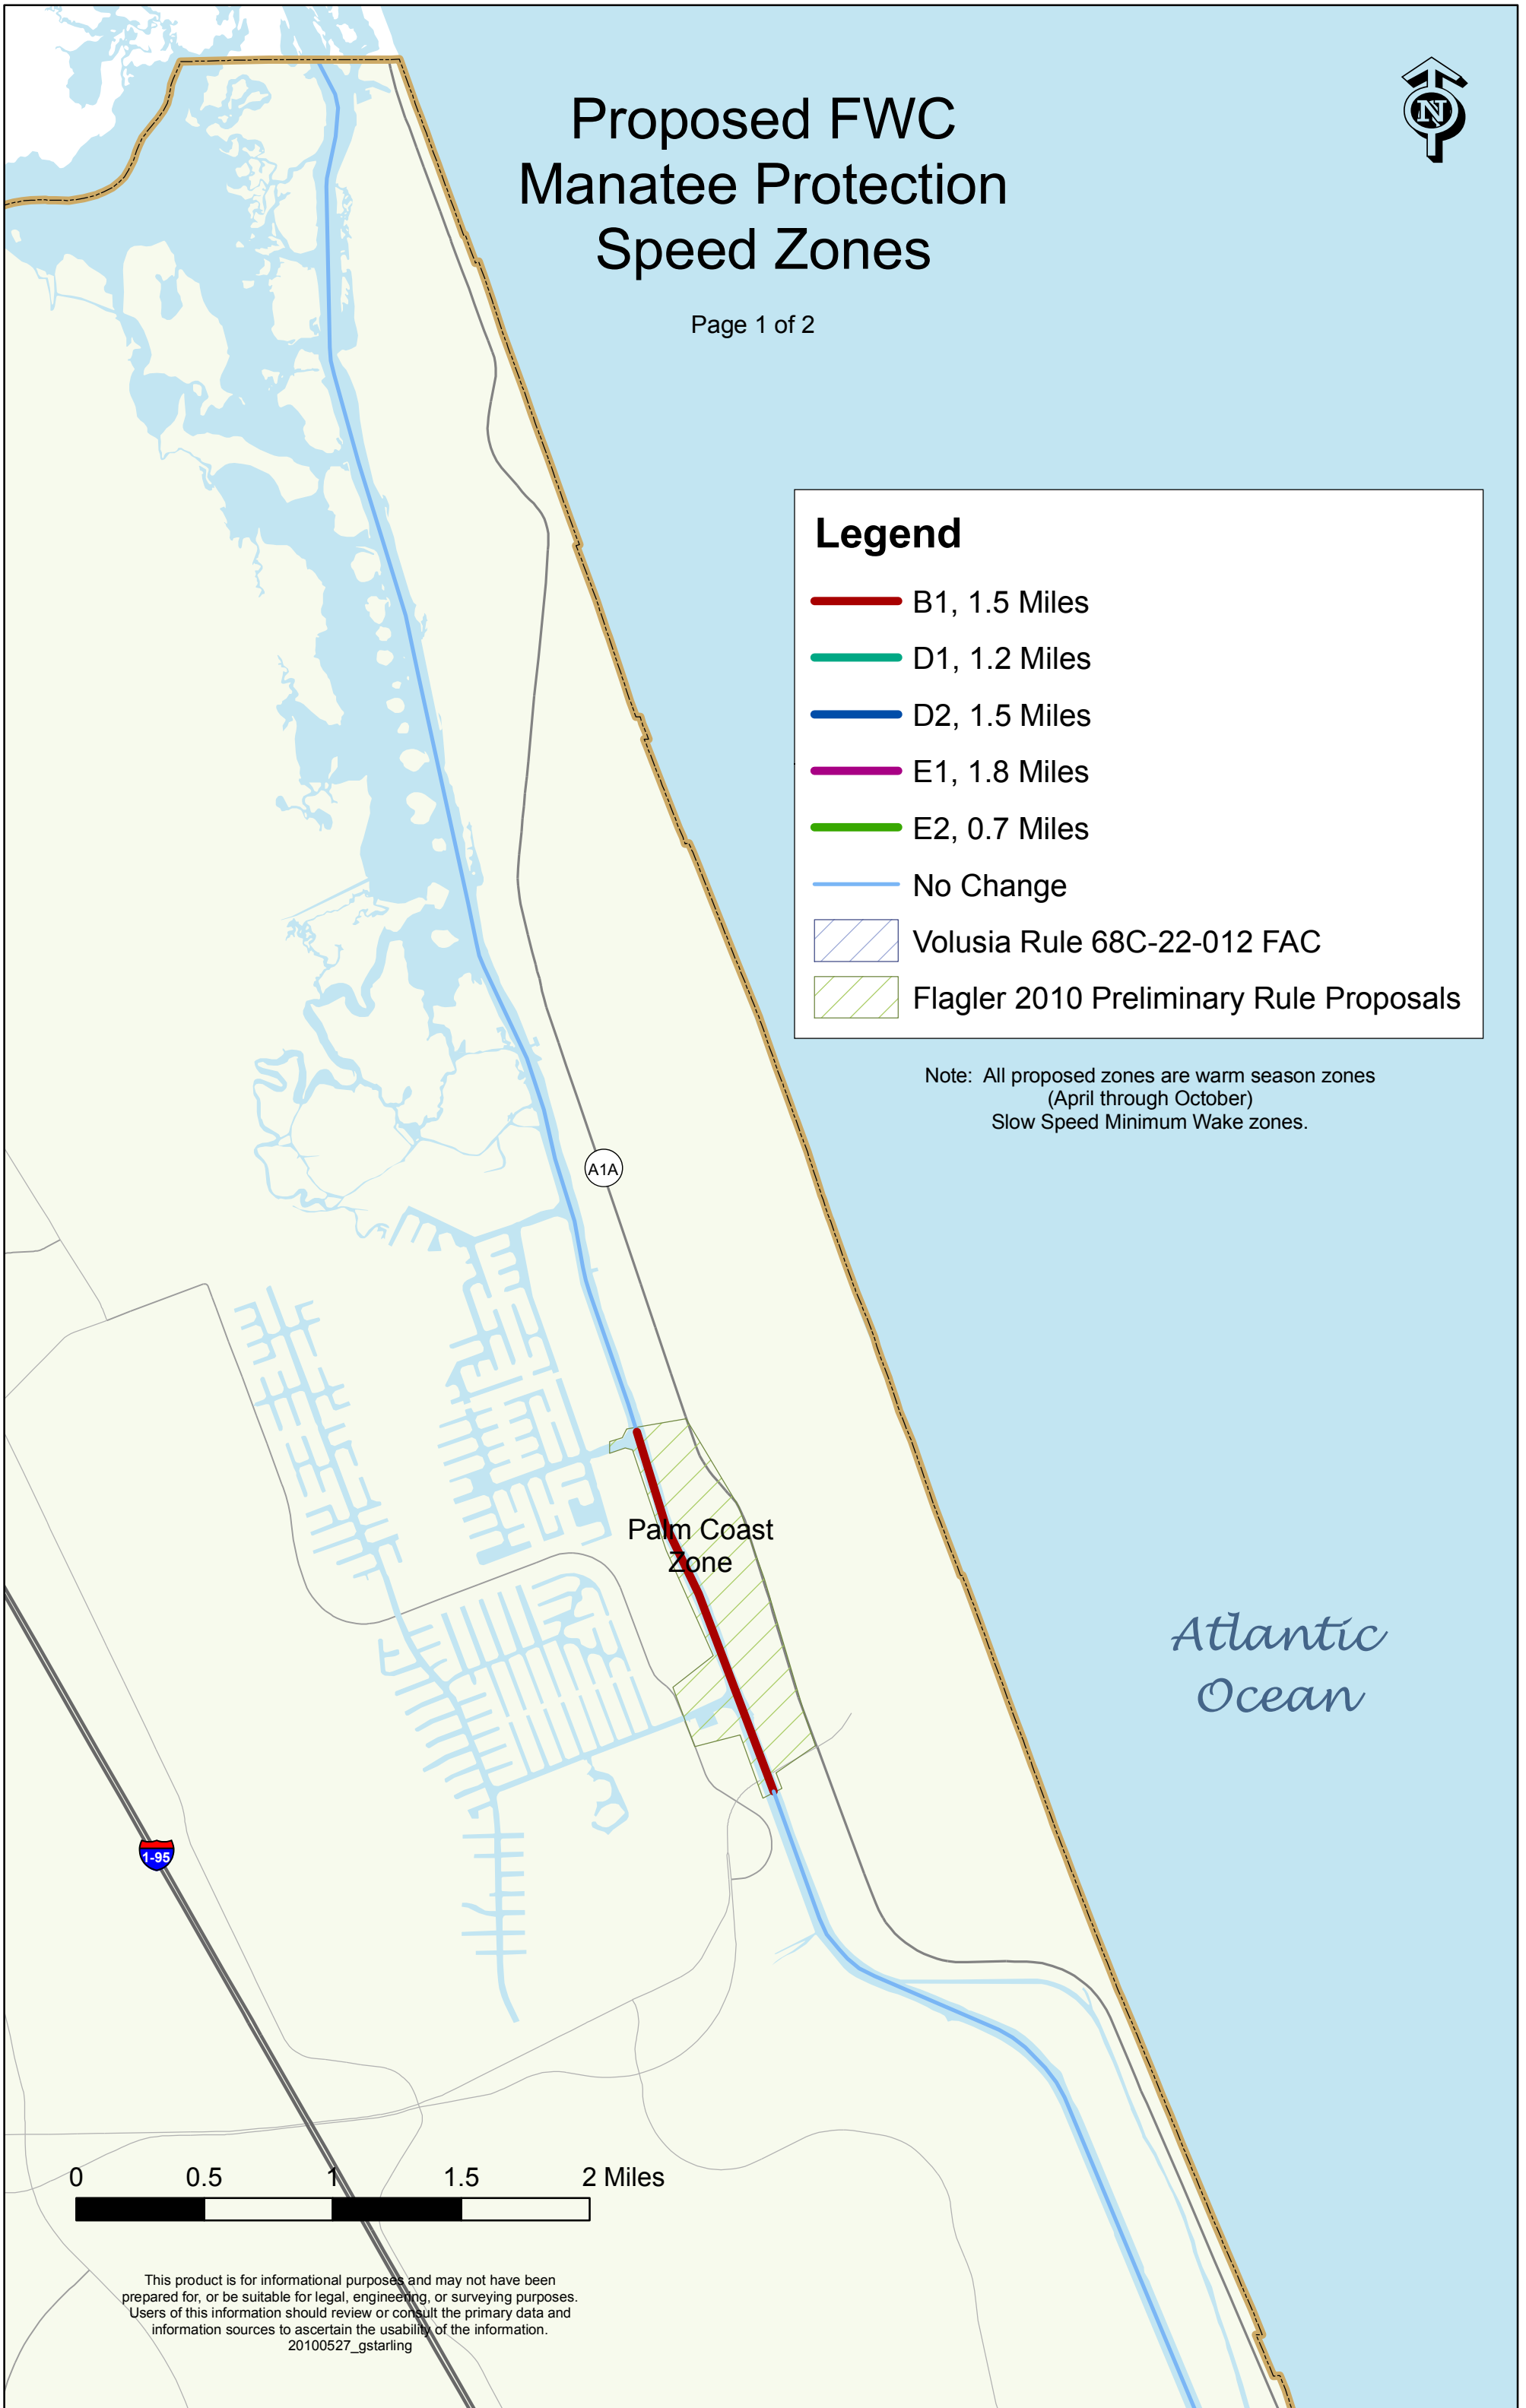 Proposed FWC
Manatee Protection
Speed Zones
Page 1 of 2
N
Legend
B1, 1.5 Miles
D1, 1.2 Miles
D2, 1.5 Miles
E1, 1.8 Miles
E2, 0.7 Miles
No Change
Volusia Rule 68C-22-012 FAC
Flagler 2010 Preliminary Rule Proposals
Note: All proposed zones are warm season zones
(April through October)
Slow Speed Minimum Wake zones.
A1A
Palm Coast
Zone
Atlantic
Ocean
1-95
0 0.5 1 1.5 2 Miles
This product is for informational purposes and may not have been
prepared for, or be suitable for legal, engineering, or surveying purposes.
Users of this information should review or consult the primary data and
information sources to ascertain the usability of the information.
20100527_gstarling